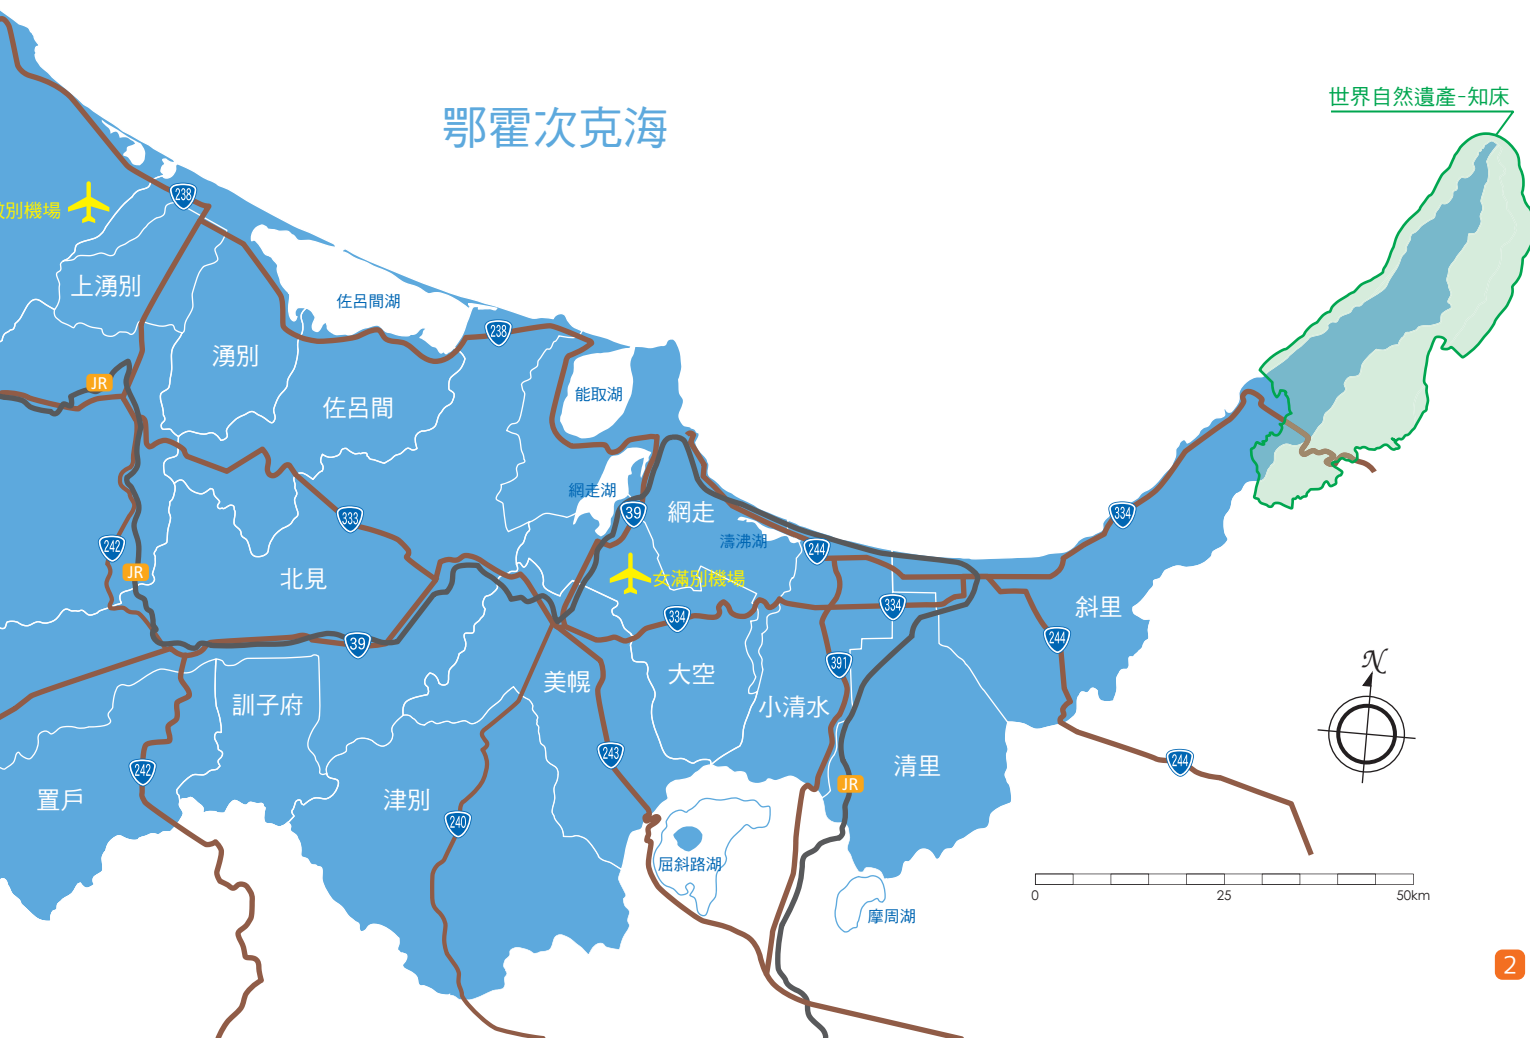 鄂霍次克海
世界自然遺產-知床
238
別機場
上湧別
佐呂間湖
238
湧別
JR
能取湖
佐呂間
網走湖
39
網走
333
334
242
濤沸湖
244
JR
北見
女滿別機場
334
334
斜里
39
244
391
大空
美幌
訓子府
小清水
N
243
244
清里
242
JR
置戶
津別
240
屈斜路湖
摩周湖
0
25
50km
2